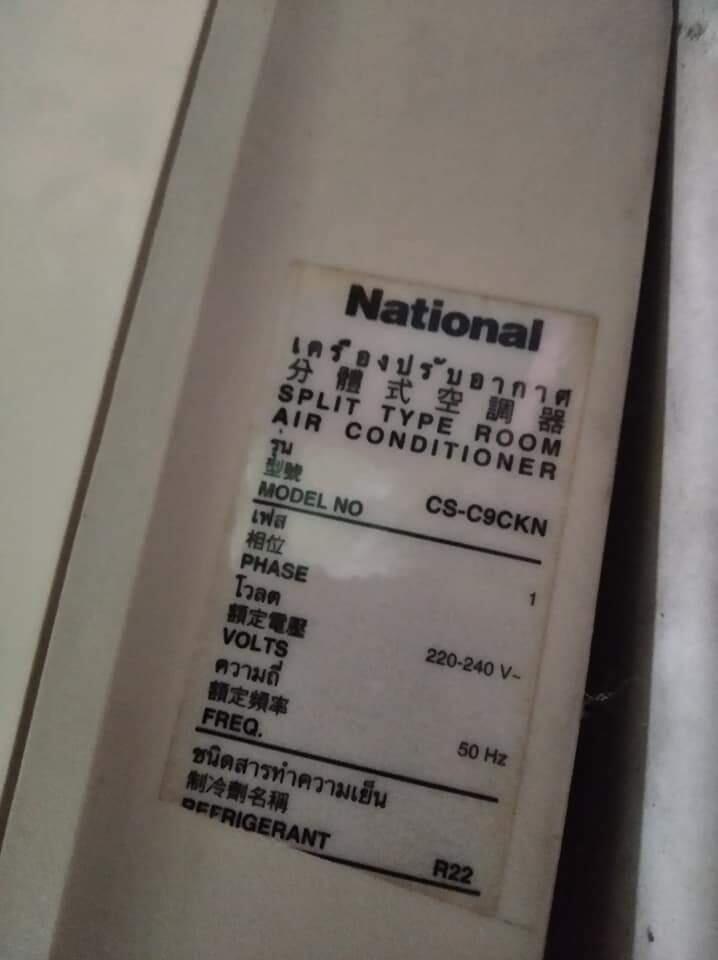 National
เครื่องปรับอากาศ
分體式空調器
SPLIT TYPE ROOM
AIR CONDITIONER
รุ่น
型號
MODEL NO CS-C9CKN
เฟส
相位
PHASE 1
โวลต
額定電壓
VOLTS 220-240 V~
ความถี่
額定頻率
FREQ. 50 Hz
ชนิดสารทำความเย็น
制冷劑名稱
REFRIGERANT R22